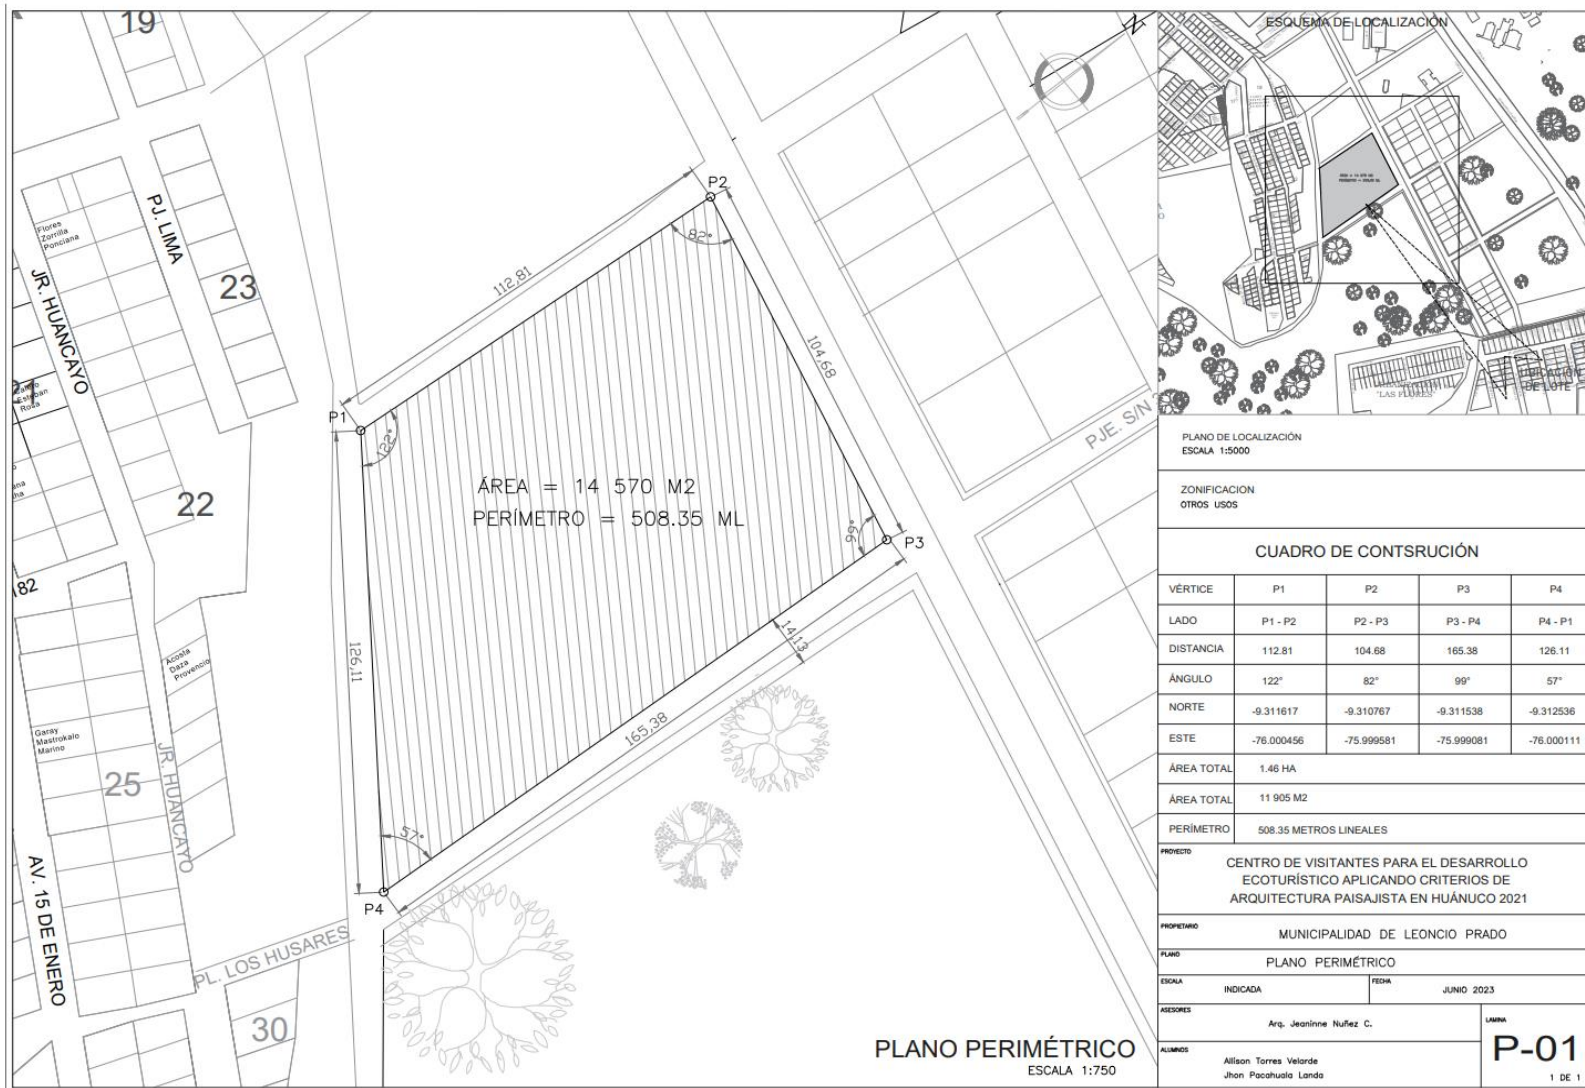 19
PJ. LIMA
23
Flores
Zorrilla
Ponciana
JR. HUANCAYO
Esteban
Rosa
22
182
Acosta
Daza
Provencio
Garay
Mastrokalo
Marino
25
JR. HUANCAYO
AV. 15 DE ENERO
PL. LOS HUSARES
30
N
P2
82°
112,81
104,68
P1
122°
ÁREA = 14 570 M2
PERÍMETRO = 508.35 ML
99°
P3
PJE. S/N
126,11
14,13
165,38
57°
P4
PLANO PERIMÉTRICO
ESCALA 1:750
ESQUEMA DE LOCALIZACIÓN
UBICACIÓN
DE LOTE
"LAS FLORES"
PLANO DE LOCALIZACIÓN
ESCALA 1:5000
ZONIFICACION
OTROS USOS
CUADRO DE CONTSRUCIÓN
VÉRTICE P1 P2 P3 P4
LADO P1 - P2 P2 - P3 P3 - P4 P4 - P1
DISTANCIA 112.81 104.68 165.38 126.11
ÁNGULO 122° 82° 99° 57°
NORTE -9.311617 -9.310767 -9.311538 -9.312536
ESTE -76.000456 -75.999581 -75.999081 -76.000111
ÁREA TOTAL 1.46 HA
ÁREA TOTAL 11 905 M2
PERÍMETRO 508.35 METROS LINEALES
PROYECTO
CENTRO DE VISITANTES PARA EL DESARROLLO
ECOTURÍSTICO APLICANDO CRITERIOS DE
ARQUITECTURA PAISAJISTA EN HUÁNUCO 2021
PROPIETARIO
MUNICIPALIDAD DE LEONCIO PRADO
PLANO
PLANO PERIMÉTRICO
ESCALA
INDICADA
FECHA
JUNIO 2023
ASESORES
Arq. Jeaninne Nuñez C.
ALUMNOS
Allison Torres Velarde
Jhon Pacahuala Landa
LAMINA
P-01
1 DE 1